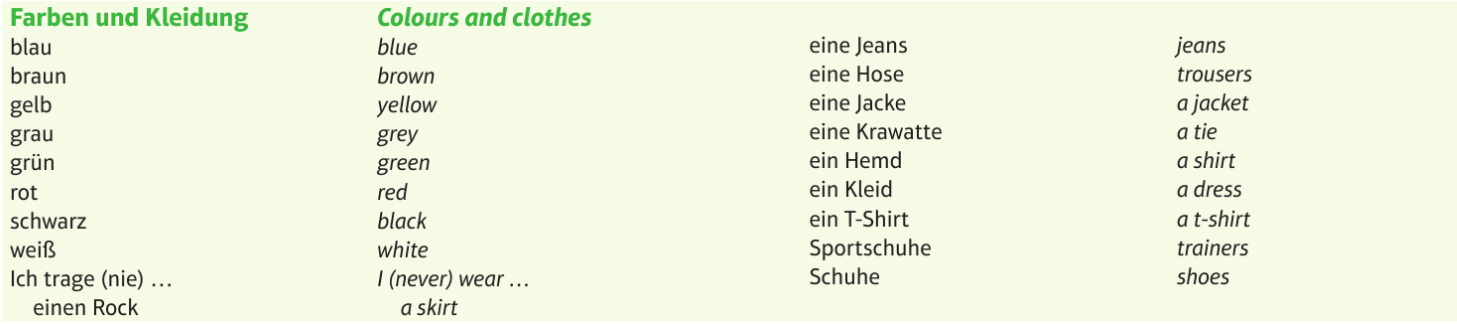 Farben und Kleidung Colours and clothes
blau blue
braun brown
gelb yellow
grau grey
grün green
rot red
schwarz black
weiß white
Ich trage (nie) … I (never) wear …
einen Rock a skirt
eine Jeans jeans
eine Hose trousers
eine Jacke a jacket
eine Krawatte a tie
ein Hemd a shirt
ein Kleid a dress
ein T-Shirt a t-shirt
Sportschuhe trainers
Schuhe shoes